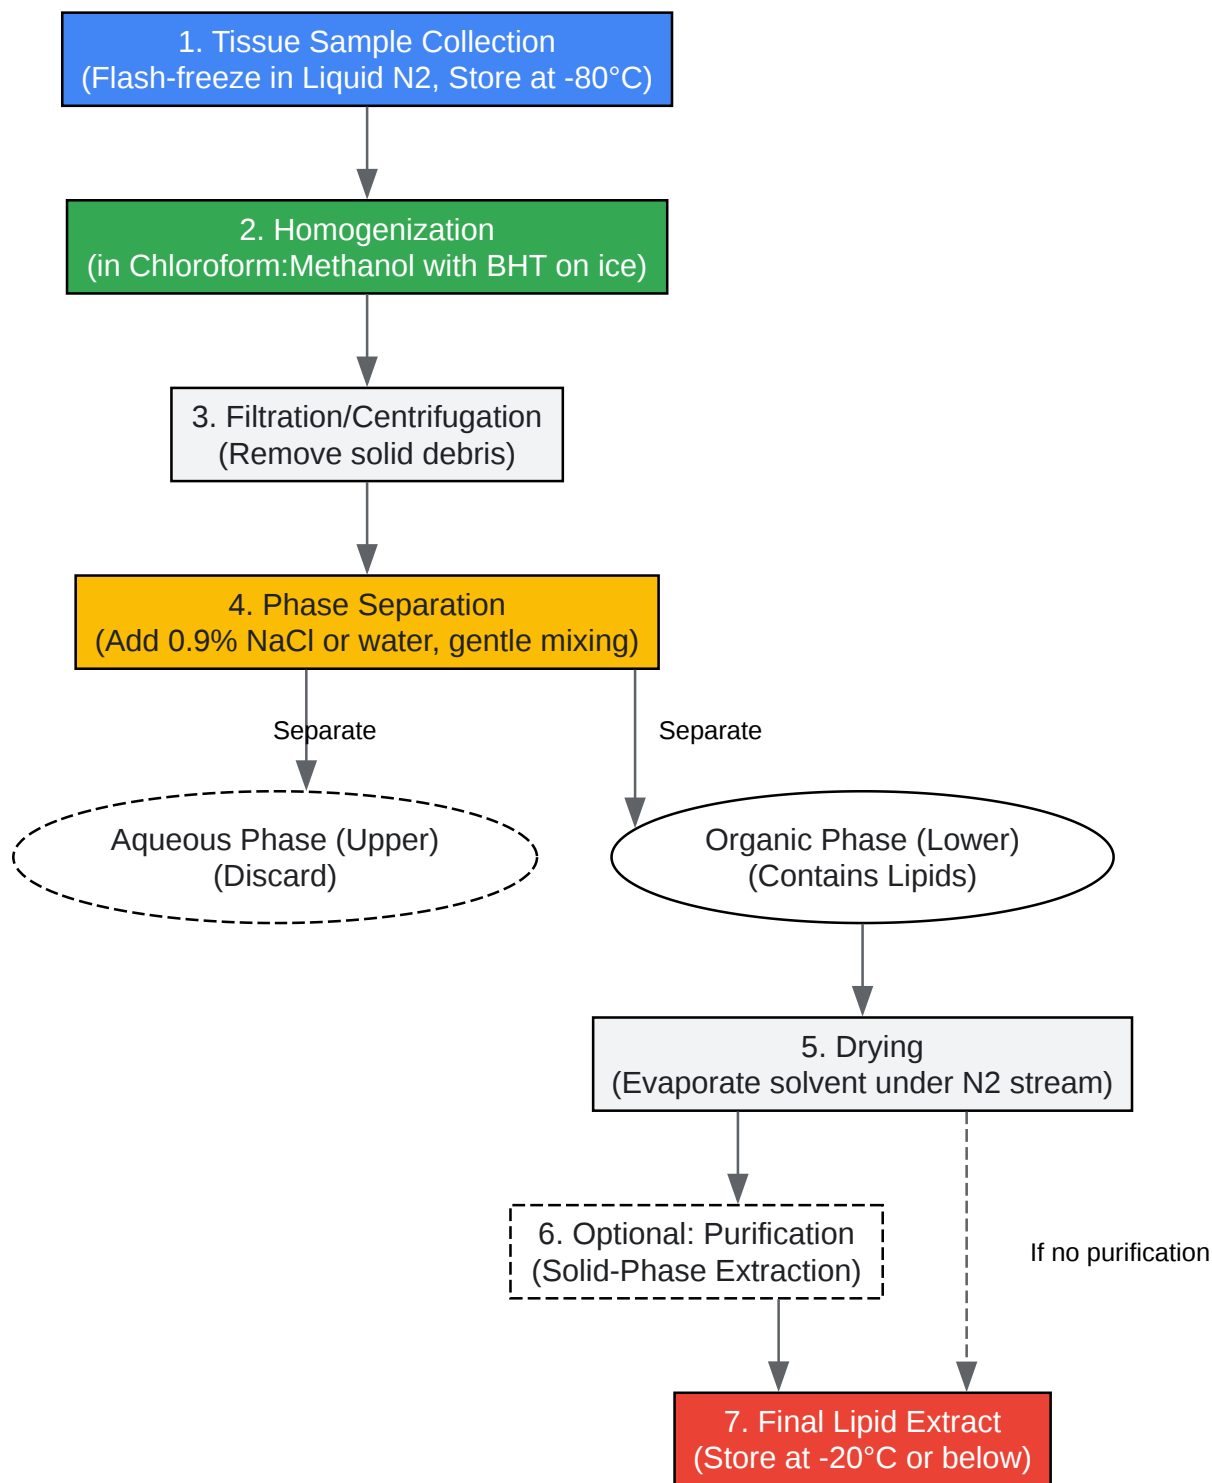 1. Tissue Sample Collection
(Flash-freeze in Liquid N2, Store at -80°C)
2. Homogenization
(in Chloroform:Methanol with BHT on ice)
3. Filtration/Centrifugation
(Remove solid debris)
4. Phase Separation
(Add 0.9% NaCl or water, gentle mixing)
Separate
Separate
Aqueous Phase (Upper)
(Discard)
Organic Phase (Lower)
(Contains Lipids)
5. Drying
(Evaporate solvent under N2 stream)
6. Optional: Purification
(Solid-Phase Extraction)
If no purification
7. Final Lipid Extract
(Store at -20°C or below)